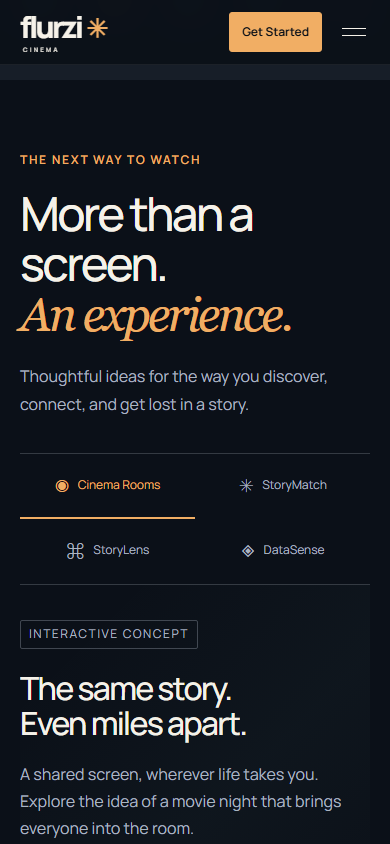 flurzi
CINEMA
Get Started
THE NEXT WAY TO WATCH
More than a
screen.
An experience.
Thoughtful ideas for the way you discover,
connect, and get lost in a story.
Cinema Rooms
StoryMatch
StoryLens
DataSense
INTERACTIVE CONCEPT
The same story.
Even miles apart.
A shared screen, wherever life takes you.
Explore the idea of a movie night that brings
everyone into the room.